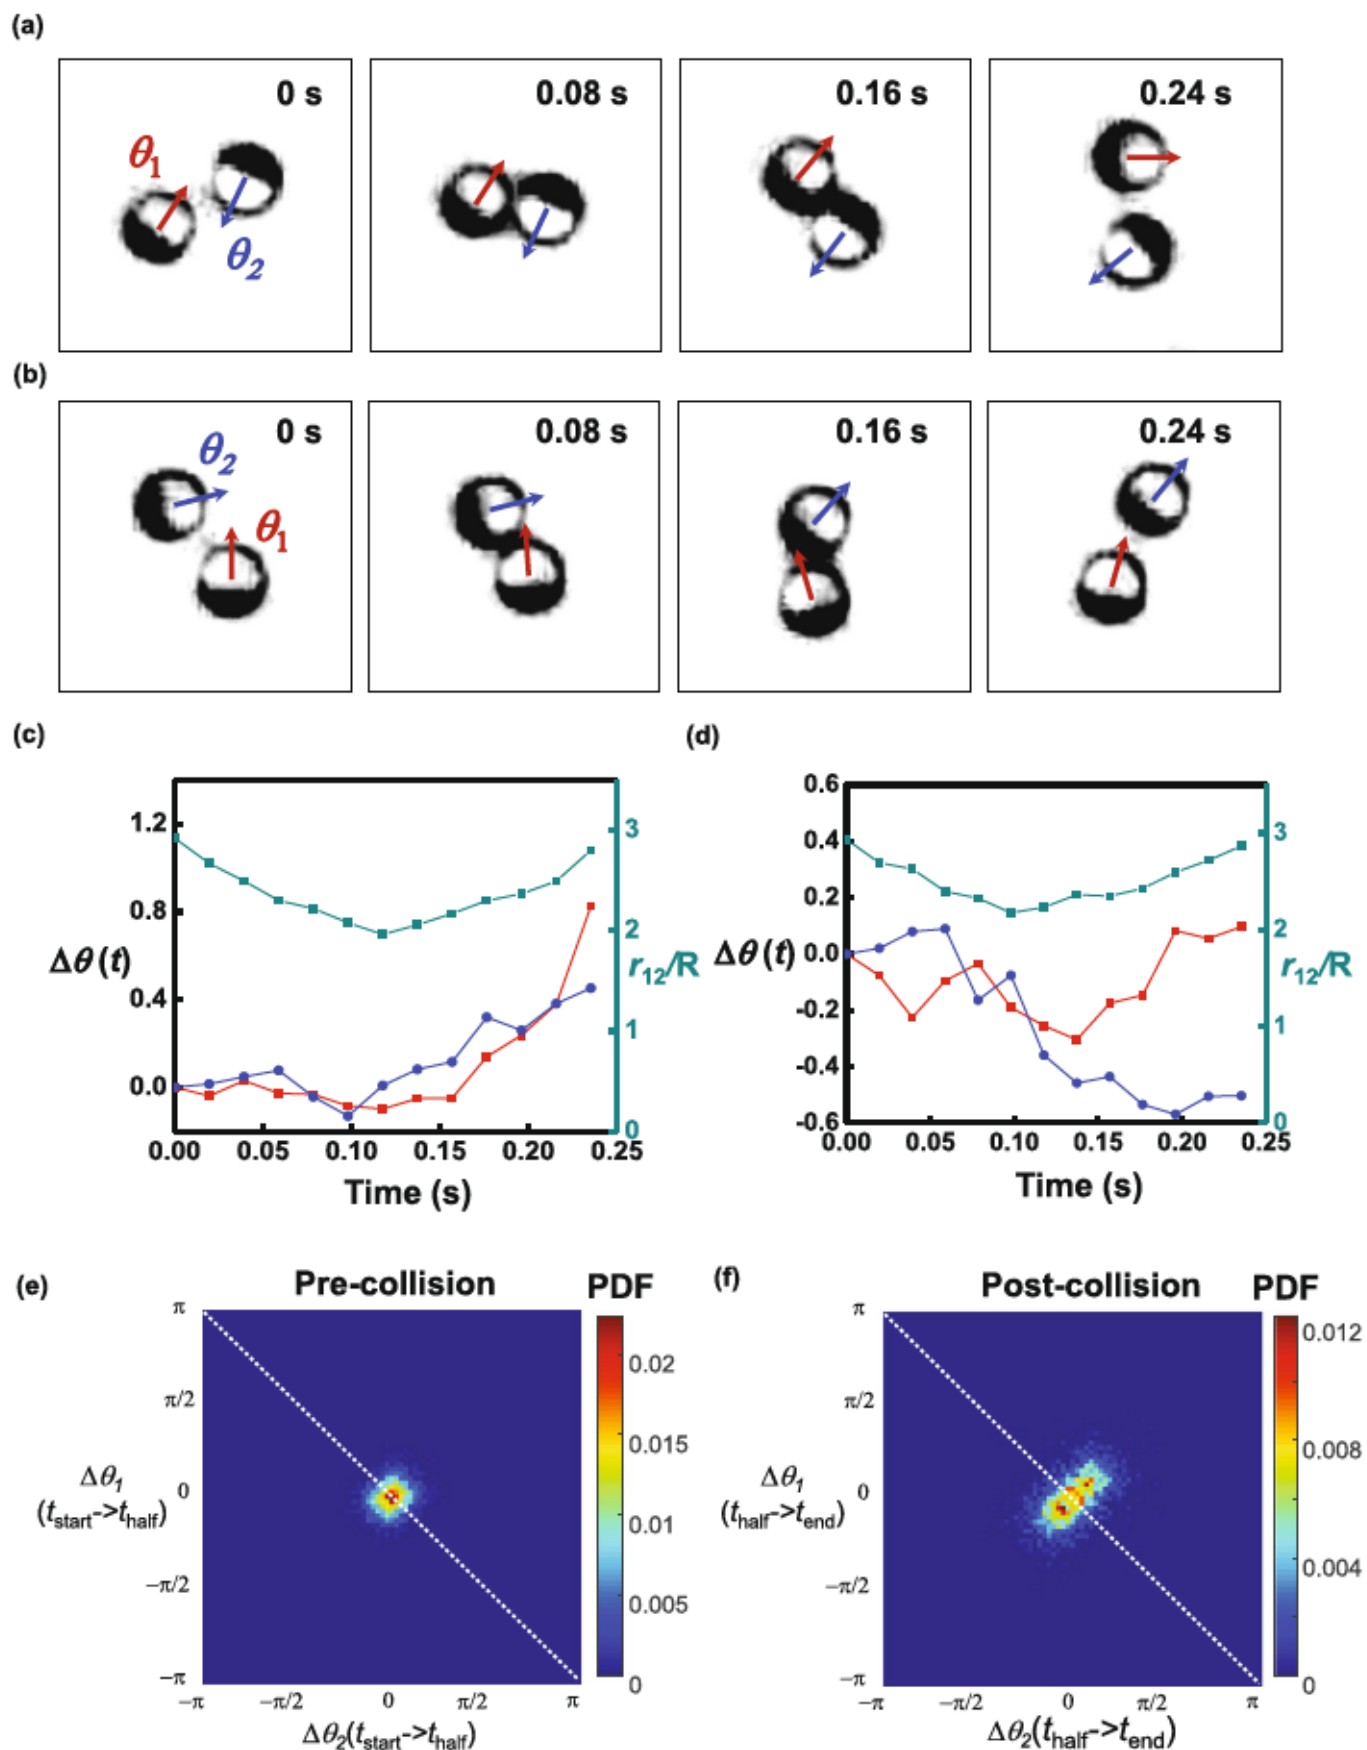 (a)
0 s
0.08 s
0.16 s
0.24 s
θ1
θ2
(b)
0 s
0.08 s
0.16 s
0.24 s
θ2
θ1
(c)
(d)
1.2
0.8
0.4
0.0
Δθ(t)
3
2
1
0
r12/R
0.00 0.05 0.10 0.15 0.20 0.25
Time (s)
0.6
0.4
0.2
0.0
-0.2
-0.4
-0.6
Δθ(t)
3
2
1
0
r12/R
0.00 0.05 0.10 0.15 0.20 0.25
Time (s)
(e)
Pre-collision
PDF
π
π/2
0
−π/2
−π
Δθ1
(tstart->thalf)
0.02
0.015
0.01
0.005
0
−π −π/2 0 π/2 π
Δθ2(tstart->thalf)
(f)
Post-collision
PDF
π
π/2
0
−π/2
−π
Δθ1
(thalf->tend)
0.012
0.008
0.004
0
−π −π/2 0 π/2 π
Δθ2(thalf->tend)